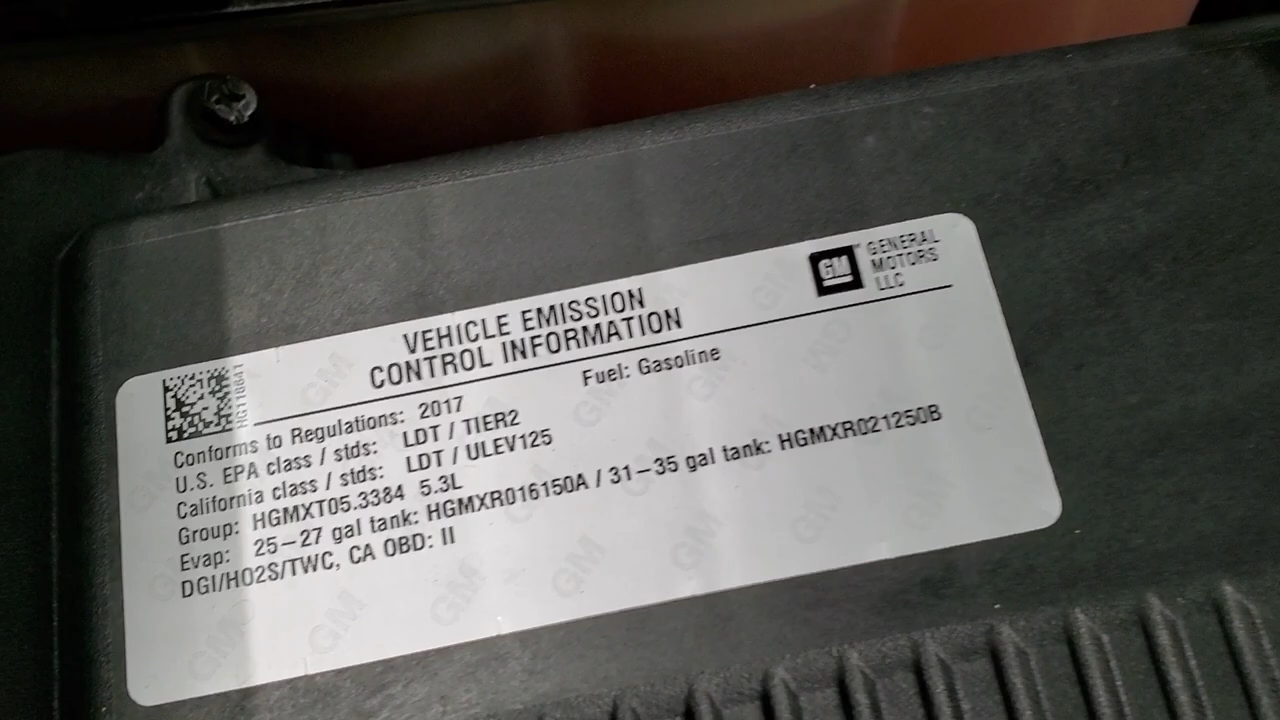 GM GENERAL
MOTORS
LLC
VEHICLE EMISSION
CONTROL INFORMATION
HG118641
Fuel: Gasoline
Conforms to Regulations: 2017
U.S. EPA class / stds: LDT / TIER2
California class / stds: LDT / ULEV125
Group: HGMXT05.3384 5.3L
Evap: 25–27 gal tank: HGMXR016150A / 31–35 gal tank: HGMXR021250B
DGI/HO2S/TWC, CA OBD: II